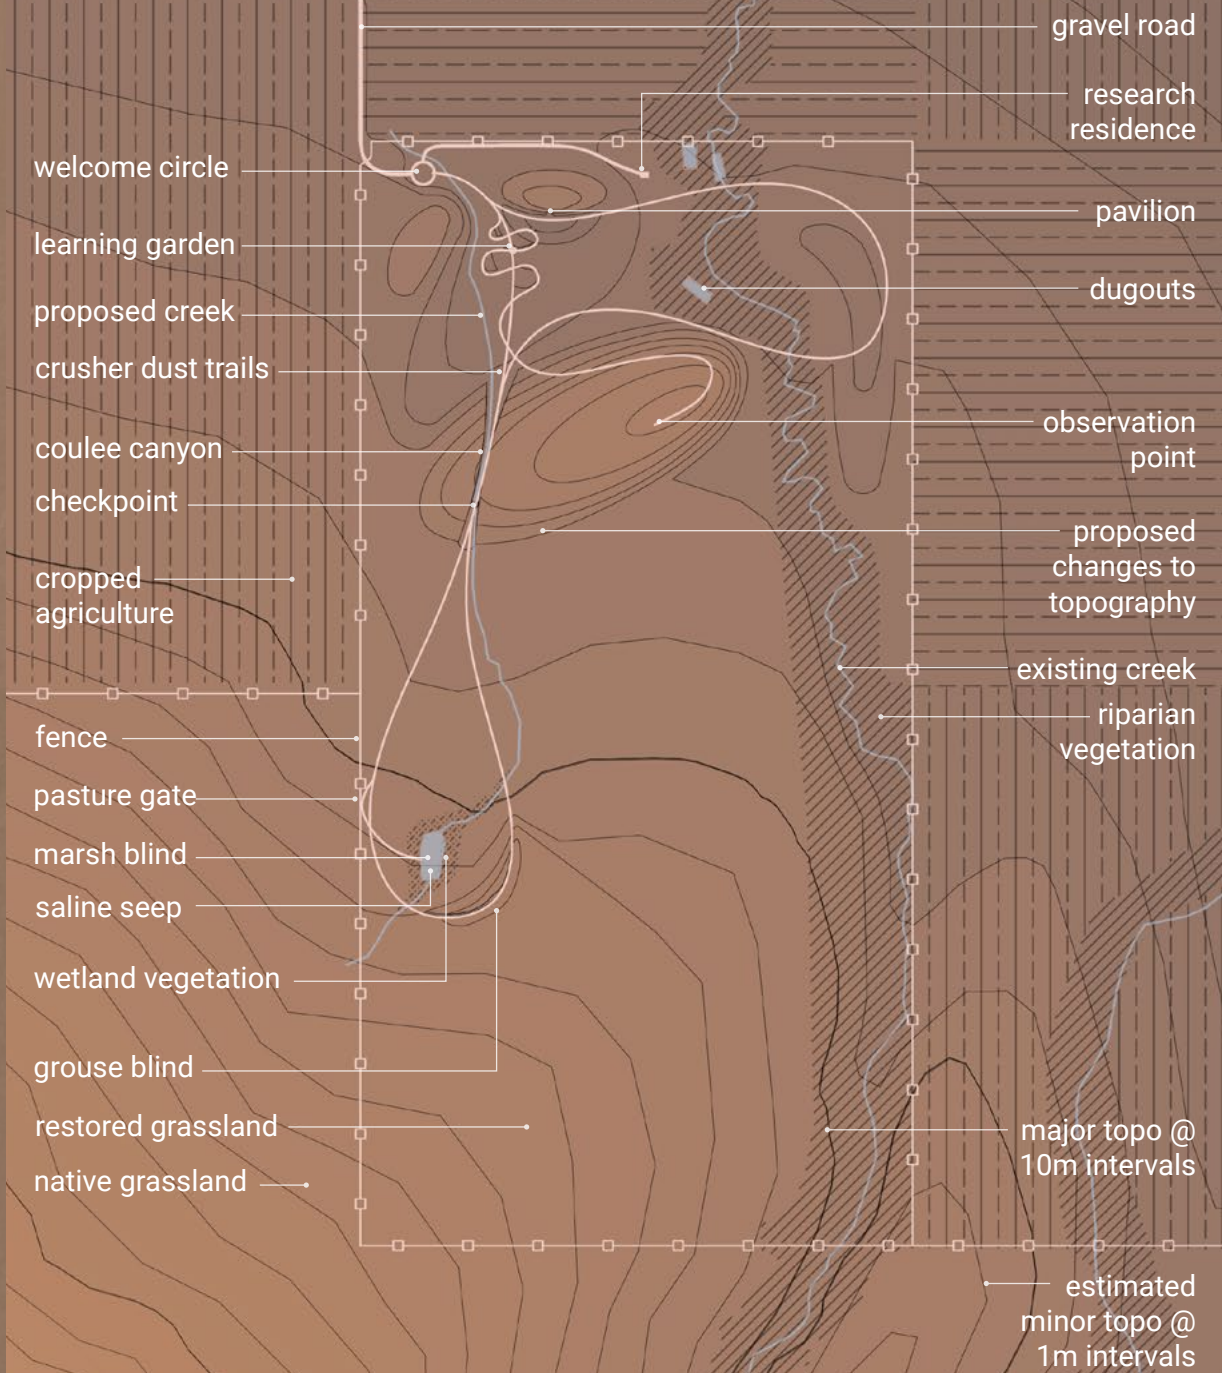 welcome circle
learning garden
proposed creek
crusher dust trails
coulee canyon
checkpoint
cropped
agriculture
fence
pasture gate
marsh blind
saline seep
wetland vegetation
grouse blind
restored grassland
native grassland
gravel road
research
residence
pavilion
dugouts
observation
point
proposed
changes to
topography
existing creek
riparian
vegetation
major topo @
10m intervals
estimated
minor topo @
1m intervals